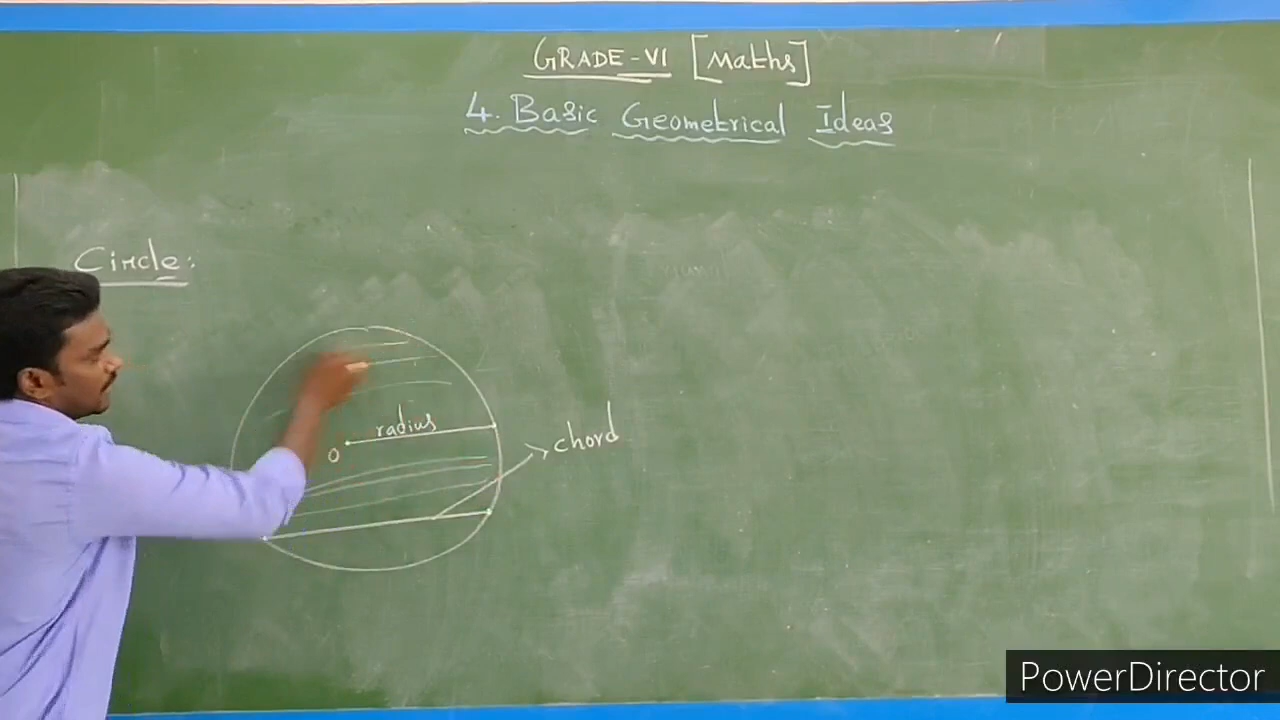 GRADE-VI [Maths]
4. Basic Geometrical Ideas
Circle:
radius
O
chord
PowerDirector